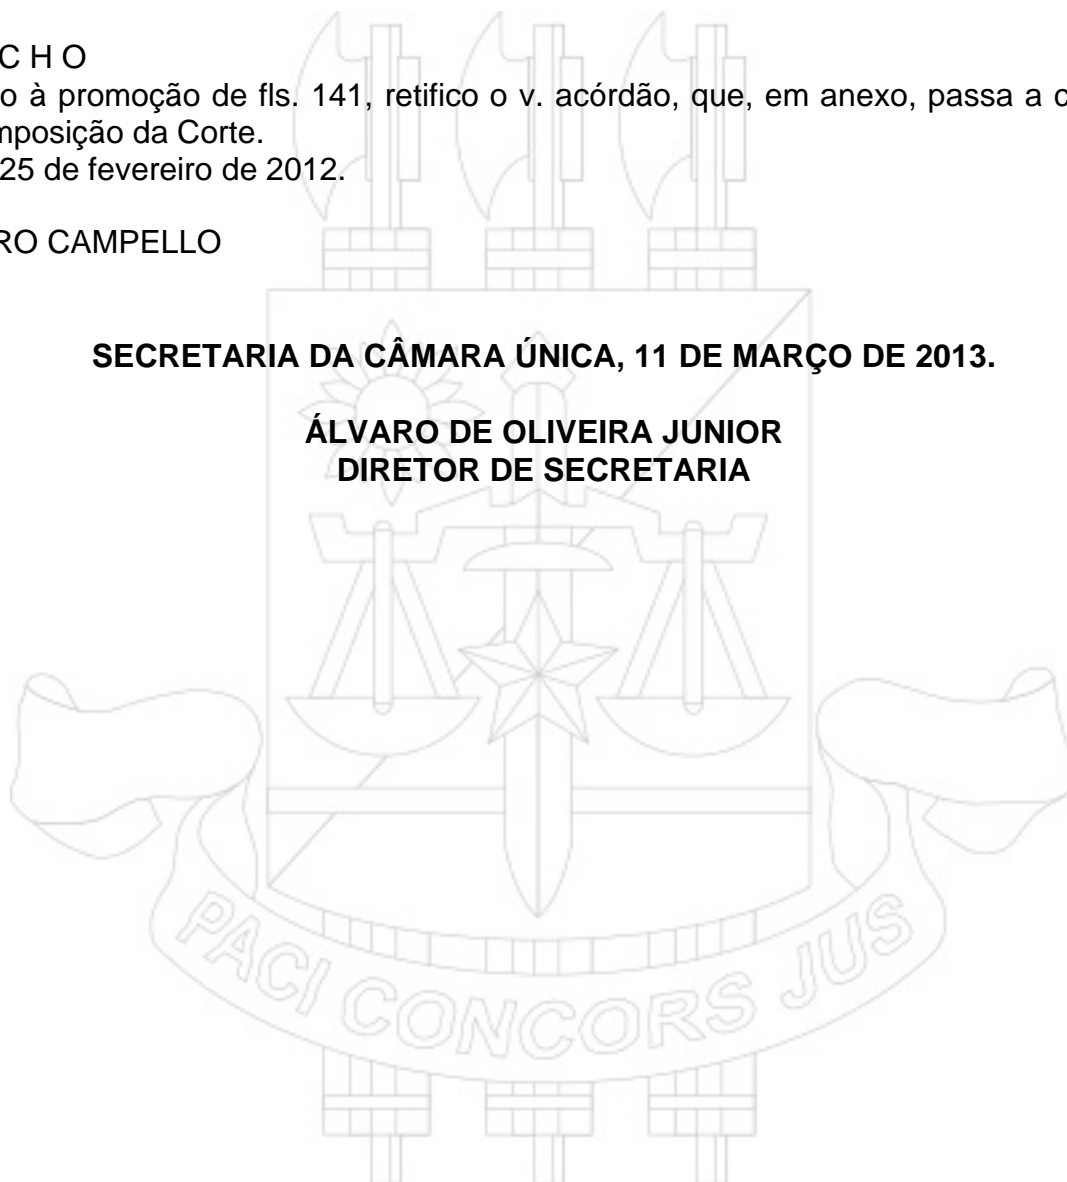 C H O
o à promoção de fls. 141, retifico o v. acórdão, que, em anexo, passa a c
mposição da Corte.
25 de fevereiro de 2012.
RO CAMPELLO
SECRETARIA DA CÂMARA ÚNICA, 11 DE MARÇO DE 2013.
ÁLVARO DE OLIVEIRA JUNIOR
DIRETOR DE SECRETARIA
PACI CONCORS JUS